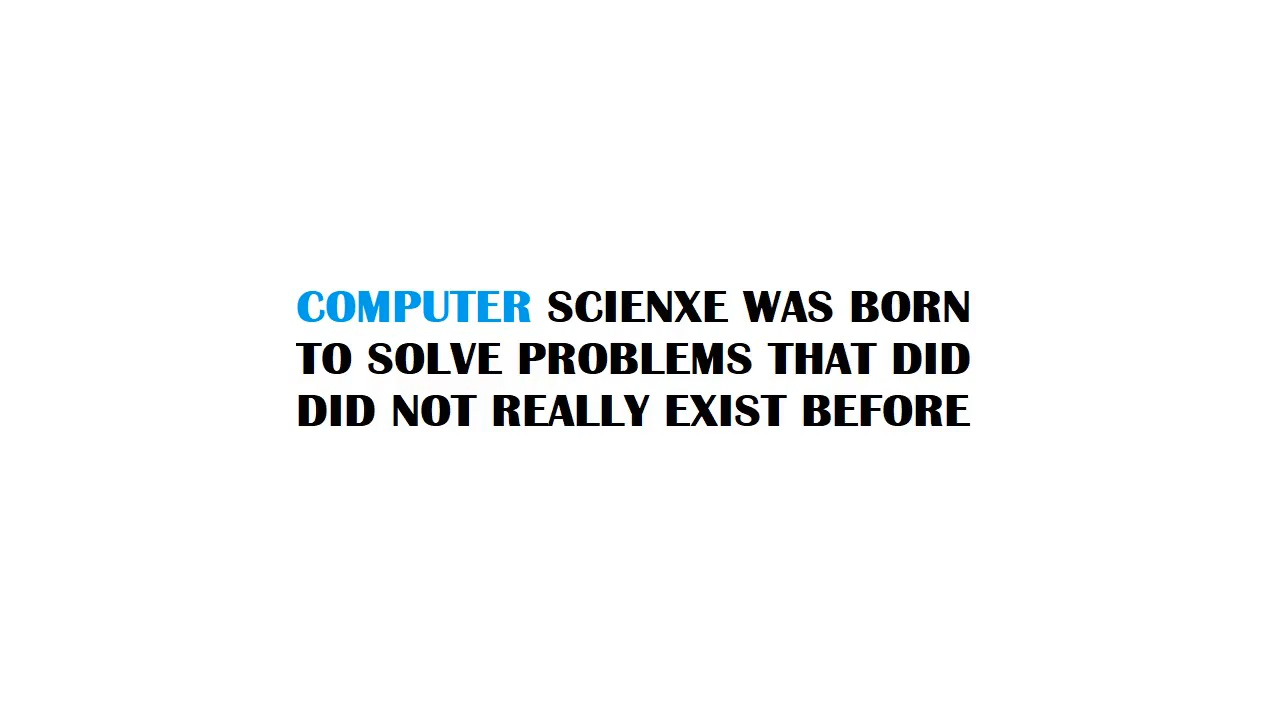 COMPUTER SCIENXE WAS BORN
TO SOLVE PROBLEMS THAT DID
DID NOT REALLY EXIST BEFORE